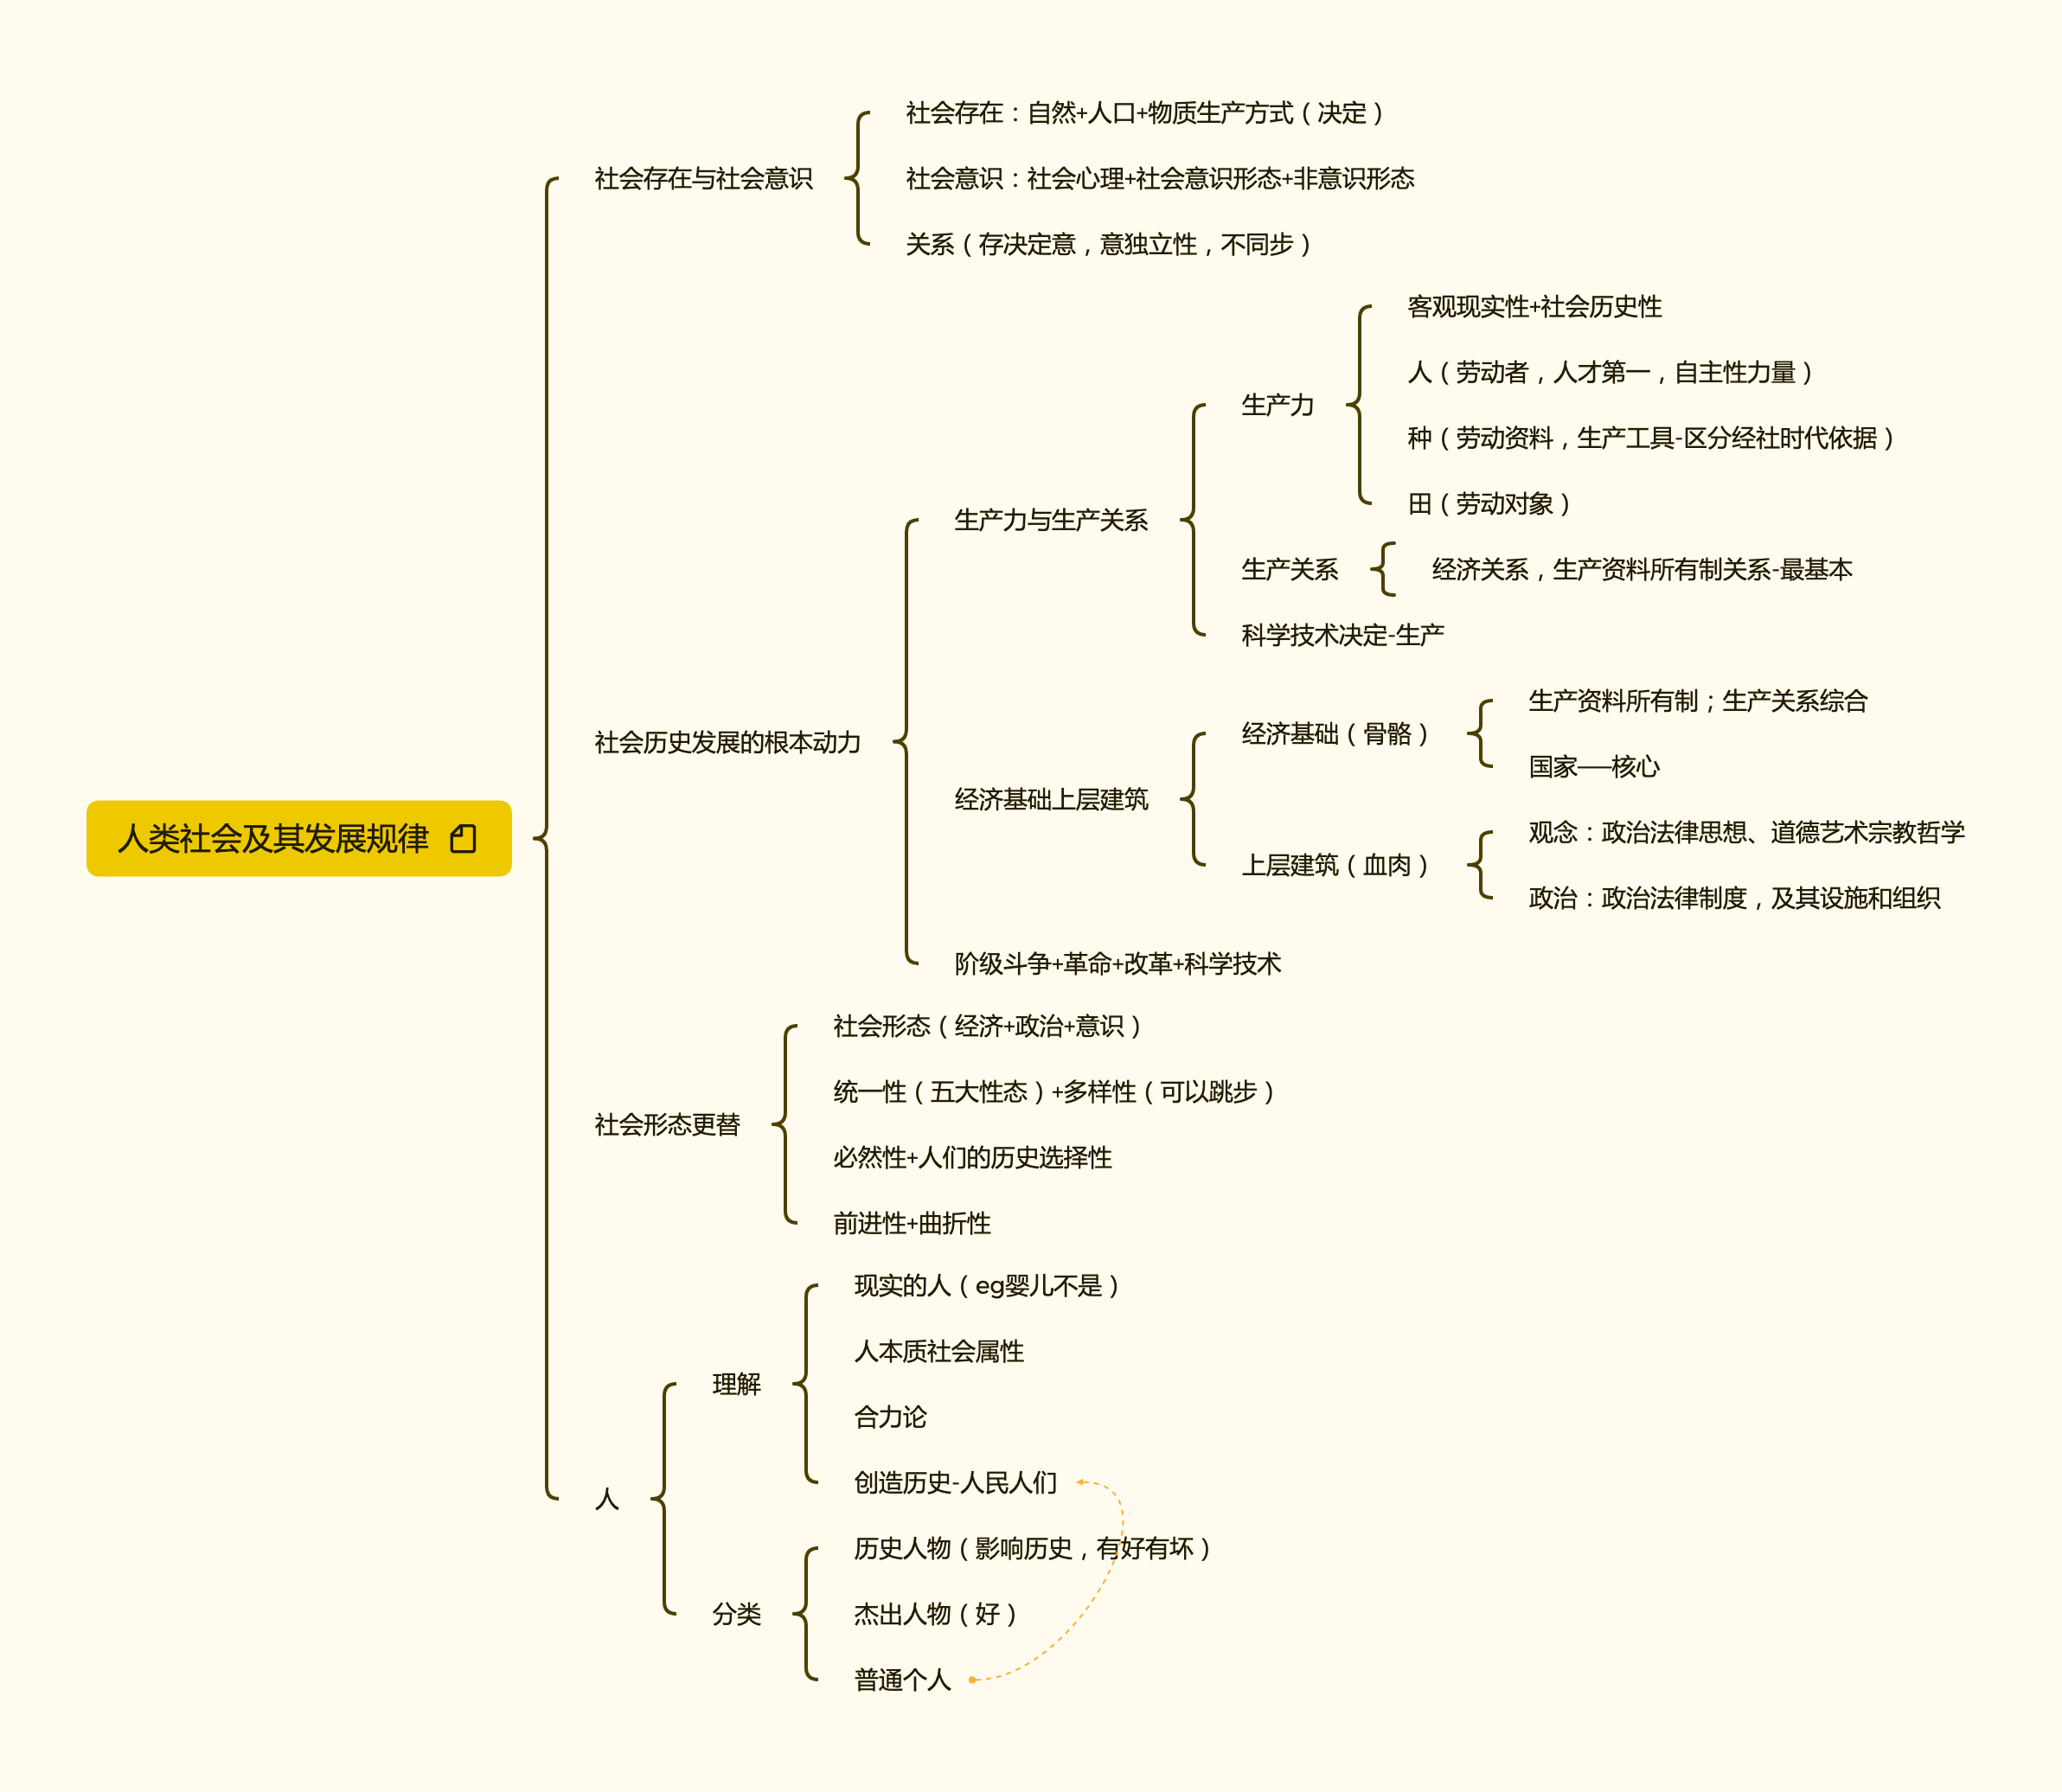 人类社会及其发展规律
社会存在与社会意识
社会存在：自然+人口+物质生产方式（决定）
社会意识：社会心理+社会意识形态+非意识形态
关系（存决定意，意独立性，不同步）
社会历史发展的根本动力
生产力与生产关系
生产力
客观现实性+社会历史性
人（劳动者，人才第一，自主性力量）
种（劳动资料，生产工具-区分经社时代依据）
田（劳动对象）
生产关系
经济关系，生产资料所有制关系-最基本
科学技术决定-生产
经济基础上层建筑
经济基础（骨骼）
生产资料所有制；生产关系综合
国家——核心
上层建筑（血肉）
观念：政治法律思想、道德艺术宗教哲学
政治：政治法律制度，及其设施和组织
阶级斗争+革命+改革+科学技术
社会形态更替
社会形态（经济+政治+意识）
统一性（五大性态）+多样性（可以跳步）
必然性+人们的历史选择性
前进性+曲折性
人
理解
现实的人（eg婴儿不是）
人本质社会属性
合力论
创造历史-人民人们
分类
历史人物（影响历史，有好有坏）
杰出人物（好）
普通个人